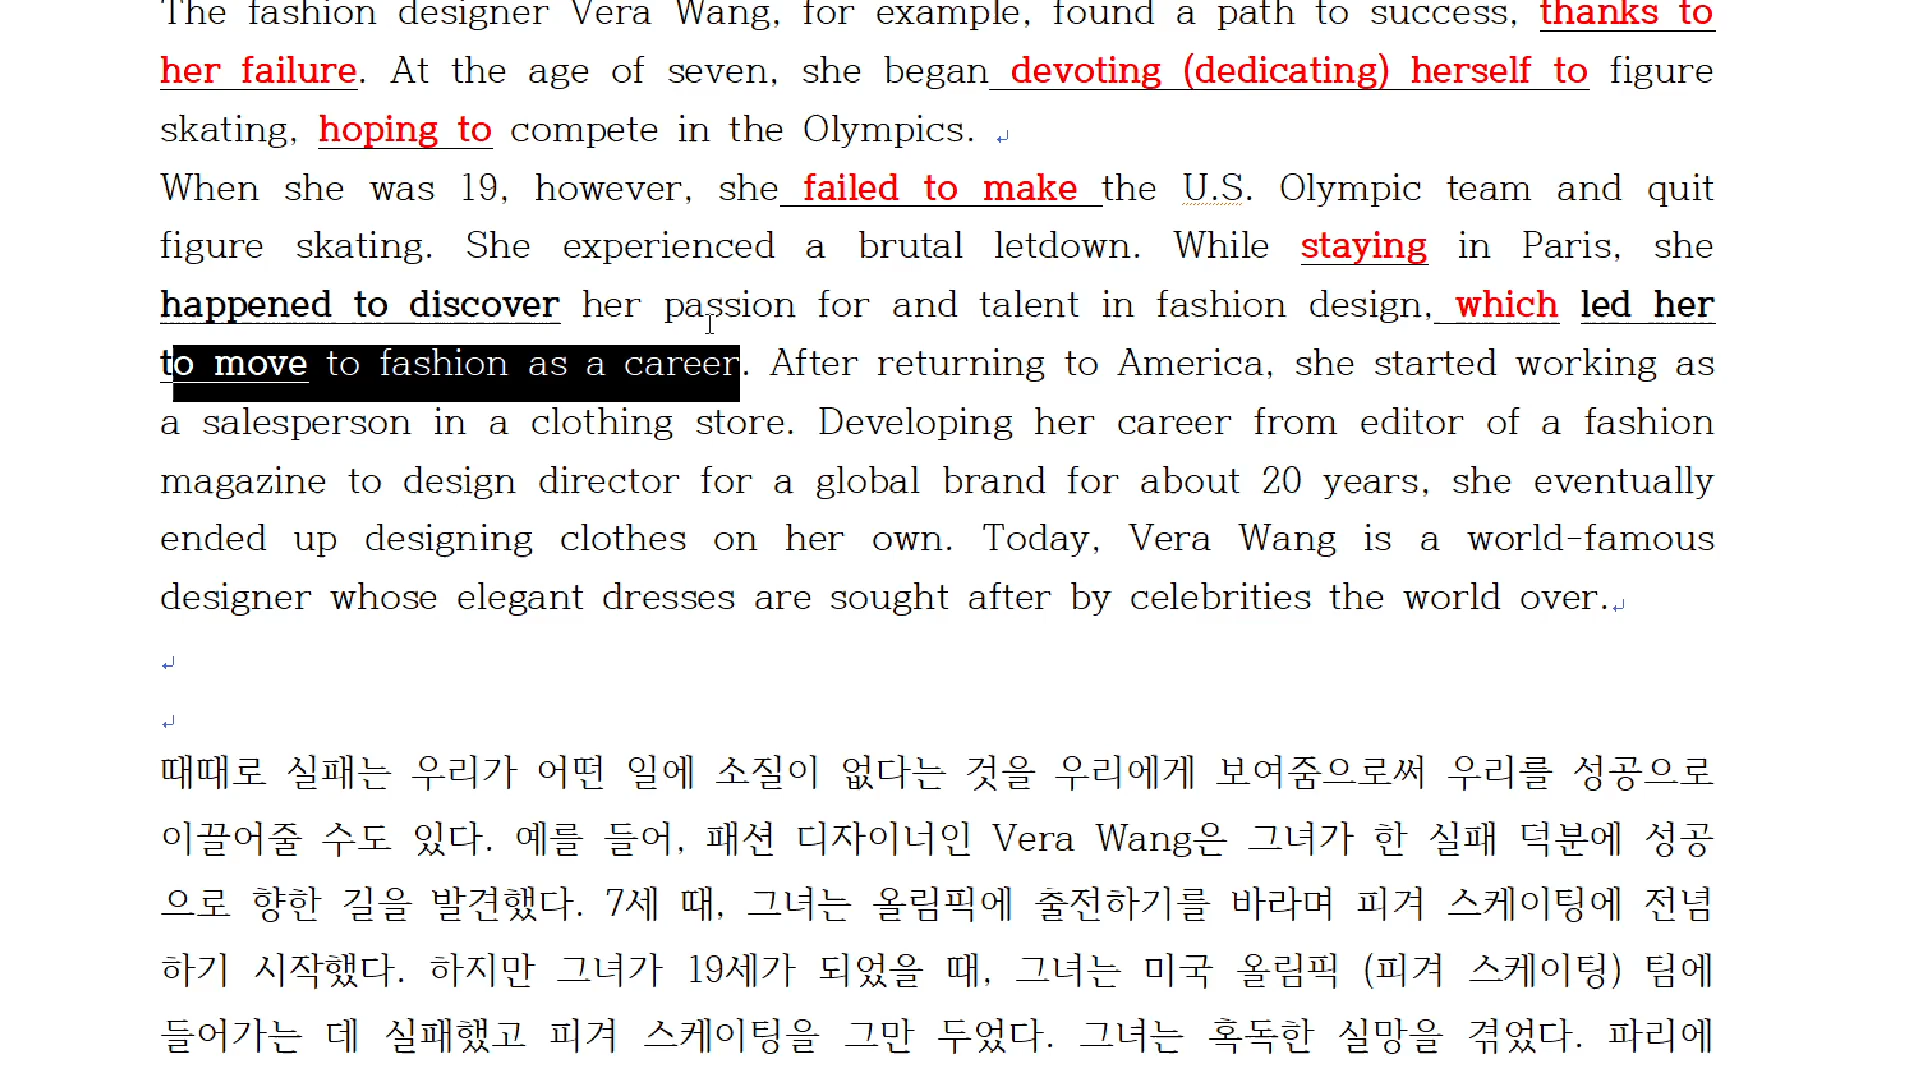 The fashion designer Vera Wang, for example, found a path to success, thanks to
her failure. At the age of seven, she began devoting (dedicating) herself to figure
skating, hoping to compete in the Olympics.
When she was 19, however, she failed to make the U.S. Olympic team and quit
figure skating. She experienced a brutal letdown. While staying in Paris, she
happened to discover her passion for and talent in fashion design, which led her
to move to fashion as a career. After returning to America, she started working as
a salesperson in a clothing store. Developing her career from editor of a fashion
magazine to design director for a global brand for about 20 years, she eventually
ended up designing clothes on her own. Today, Vera Wang is a world-famous
designer whose elegant dresses are sought after by celebrities the world over.
때때로 실패는 우리가 어떤 일에 소질이 없다는 것을 우리에게 보여줌으로써 우리를 성공으로
이끌어줄 수도 있다. 예를 들어, 패션 디자이너인 Vera Wang은 그녀가 한 실패 덕분에 성공
으로 향한 길을 발견했다. 7세 때, 그녀는 올림픽에 출전하기를 바라며 피겨 스케이팅에 전념
하기 시작했다. 하지만 그녀가 19세가 되었을 때, 그녀는 미국 올림픽 (피겨 스케이팅) 팀에
들어가는 데 실패했고 피겨 스케이팅을 그만 두었다. 그녀는 혹독한 실망을 겪었다. 파리에